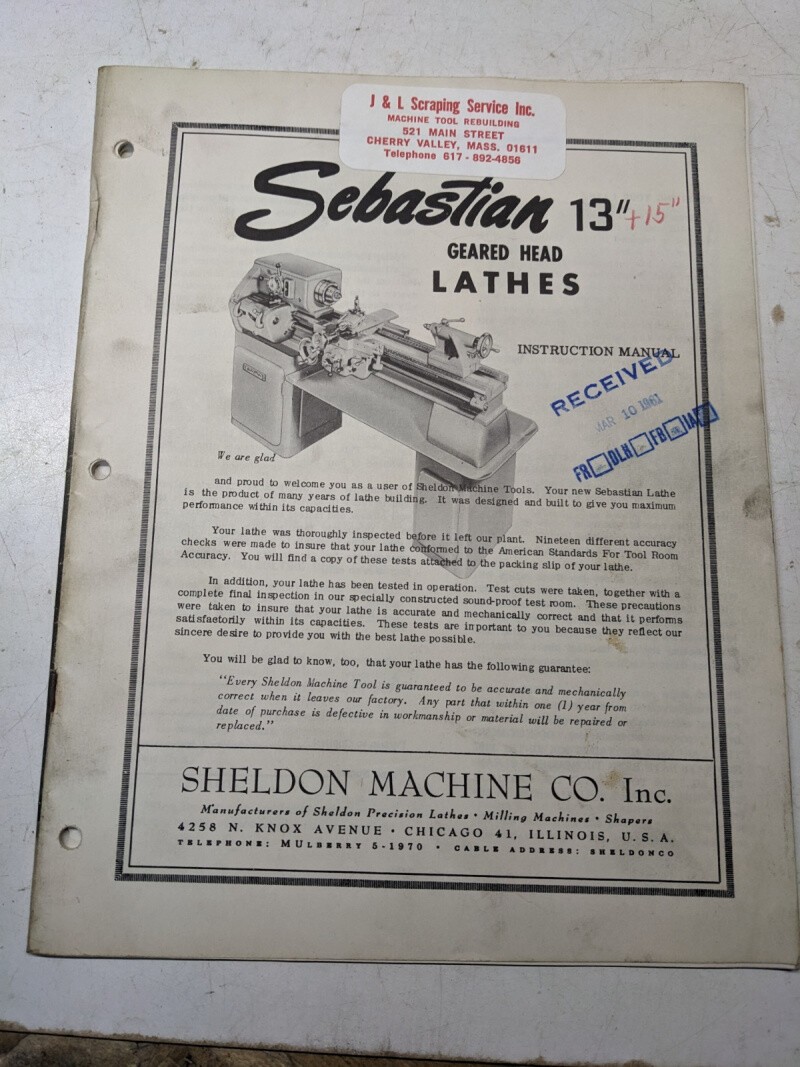 J & L Scraping Service Inc.
MACHINE TOOL REBUILDING
521 MAIN STREET
CHERRY VALLEY, MASS. 01611
Telephone 617 - 892-4856
Sebastian 13" +15"
GEARED HEAD
LATHES
INSTRUCTION MANUAL
RECEIVED
MAR 10 1961
FR DLH FB IA
We are glad
and proud to welcome you as a user of Sheldon Machine Tools. Your new Sebastian Lathe
is the product of many years of lathe building. It was designed and built to give you maximum
performance within its capacities.
Your lathe was thoroughly inspected before it left our plant. Nineteen different accuracy
checks were made to insure that your lathe conformed to the American Standards For Tool Room
Accuracy. You will find a copy of these tests attached to the packing slip of your lathe.
In addition, your lathe has been tested in operation. Test cuts were taken, together with a
complete final inspection in our specially constructed sound-proof test room. These precautions
were taken to insure that your lathe is accurate and mechanically correct and that it performs
satisfactorily within its capacities. These tests are important to you because they reflect our
sincere desire to provide you with the best lathe possible.
You will be glad to know, too, that your lathe has the following guarantee:
"Every Sheldon Machine Tool is guaranteed to be accurate and mechanically
correct when it leaves our factory. Any part that within one (1) year from
date of purchase is defective in workmanship or material will be repaired or
replaced."
SHELDON MACHINE CO. Inc.
Manufacturers of Sheldon Precision Lathes • Milling Machines • Shapers
4258 N. KNOX AVENUE • CHICAGO 41, ILLINOIS, U. S. A.
TELEPHONE: MULBERRY 5-1970 • CABLE ADDRESS: SHELDONCO